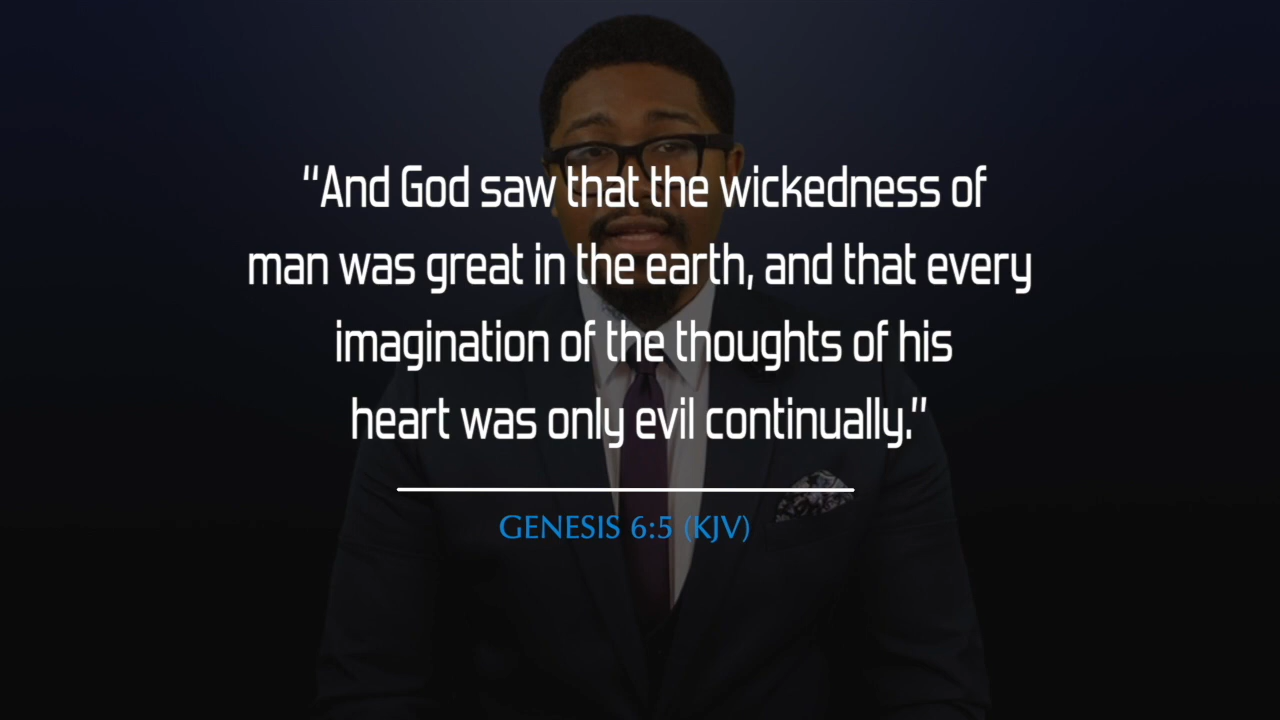 “And God saw that the wickedness of
man was great in the earth, and that every
imagination of the thoughts of his
heart was only evil continually.”
GENESIS 6:5 (KJV)